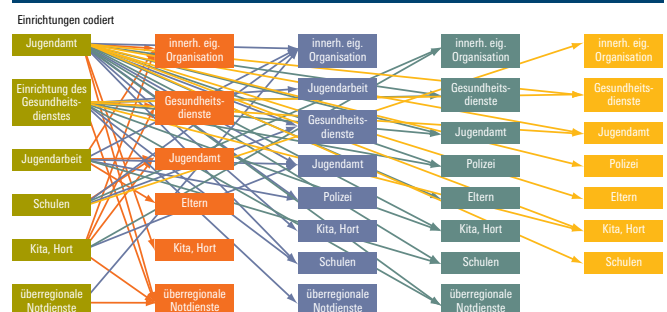 Einrichtungen codiert
Jugendamt
Einrichtung des
Gesundheits-
dienstes
Jugendarbeit
Schulen
Kita, Hort
überregionale
Notdienste
innerh. eig.
Organisation
Gesundheits-
dienste
Jugendamt
Eltern
Kita, Hort
überregionale
Notdienste
innerh. eig.
Organisation
Jugendarbeit
Gesundheits-
dienste
Jugendamt
Polizei
Kita, Hort
Schulen
überregionale
Notdienste
innerh. eig.
Organisation
Gesundheits-
dienste
Jugendamt
Polizei
Eltern
Kita, Hort
Schulen
überregionale
Notdienste
innerh. eig.
Organisation
Gesundheits-
dienste
Jugendamt
Polizei
Eltern
Kita, Hort
Schulen